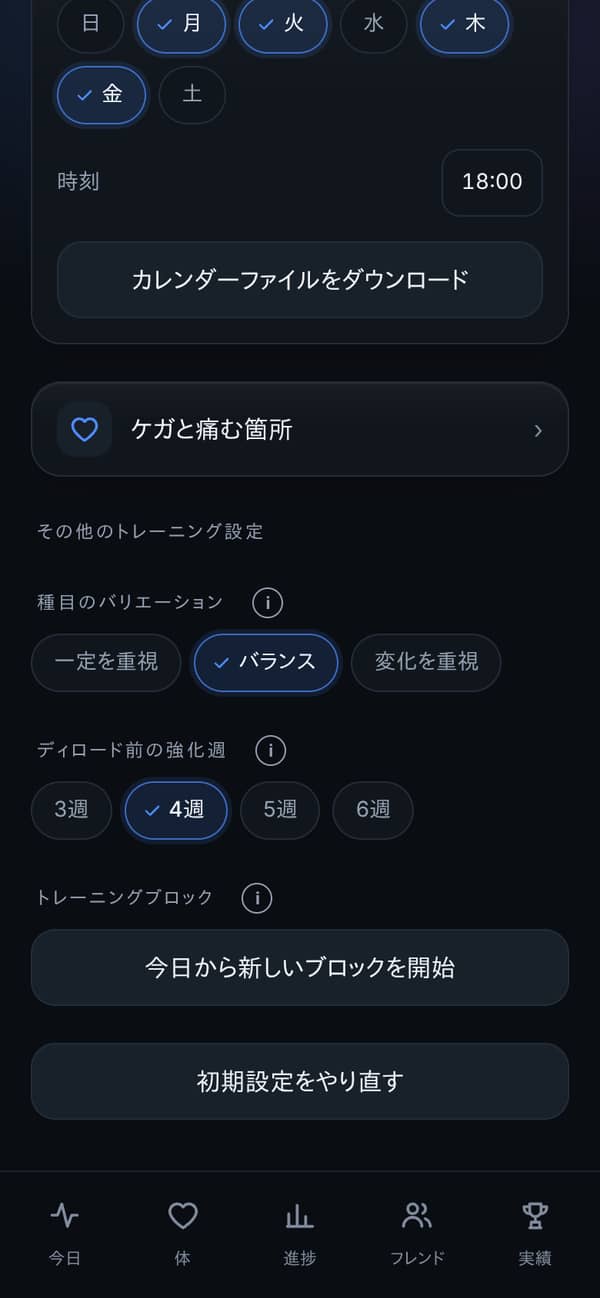 日 月 火 水 木
金 土
時刻 18:00
カレンダーファイルをダウンロード
ケガと痛む箇所
その他のトレーニング設定
種目のバリエーション
一定を重視 バランス 変化を重視
ディロード前の強化週
3週 4週 5週 6週
トレーニングブロック
今日から新しいブロックを開始
初期設定をやり直す
今日 体 進捗 フレンド 実績